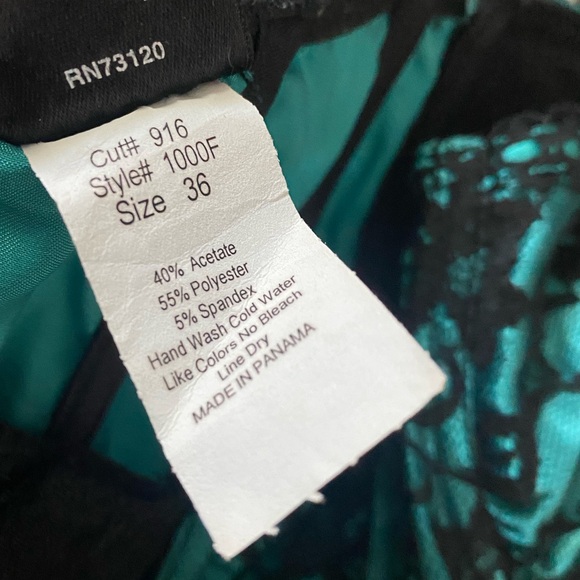 RN73120
Cut# 916
Style# 1000F
Size 36
40% Acetate
55% Polyester
5% Spandex
Hand Wash Cold Water
Like Colors No Bleach
Line Dry
MADE IN PANAMA